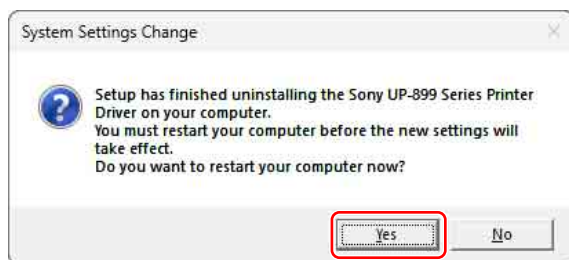 System Settings Change
Setup has finished uninstalling the Sony UP-899 Series Printer
Driver on your computer.
You must restart your computer before the new settings will
take effect.
Do you want to restart your computer now?
Yes
No